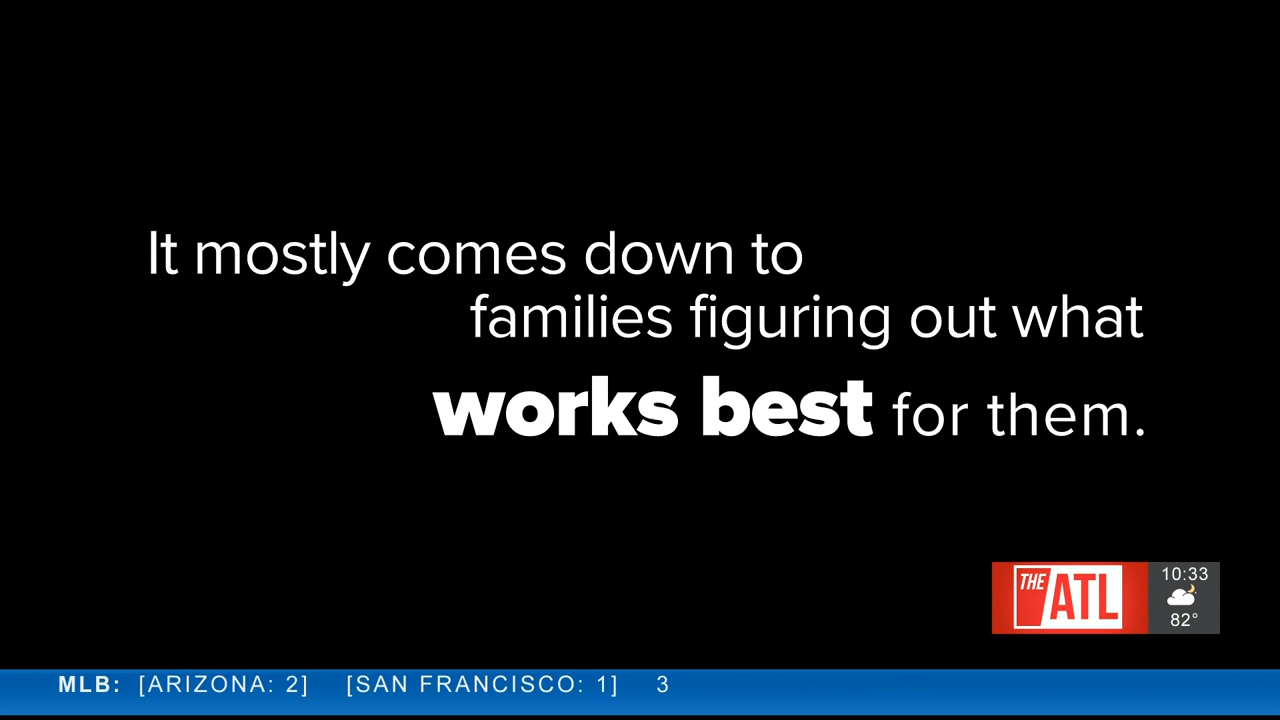 It mostly comes down to
families figuring out what
works best for them.
THE ATL
10:33
82°
MLB: [ARIZONA: 2] [SAN FRANCISCO: 1] 3